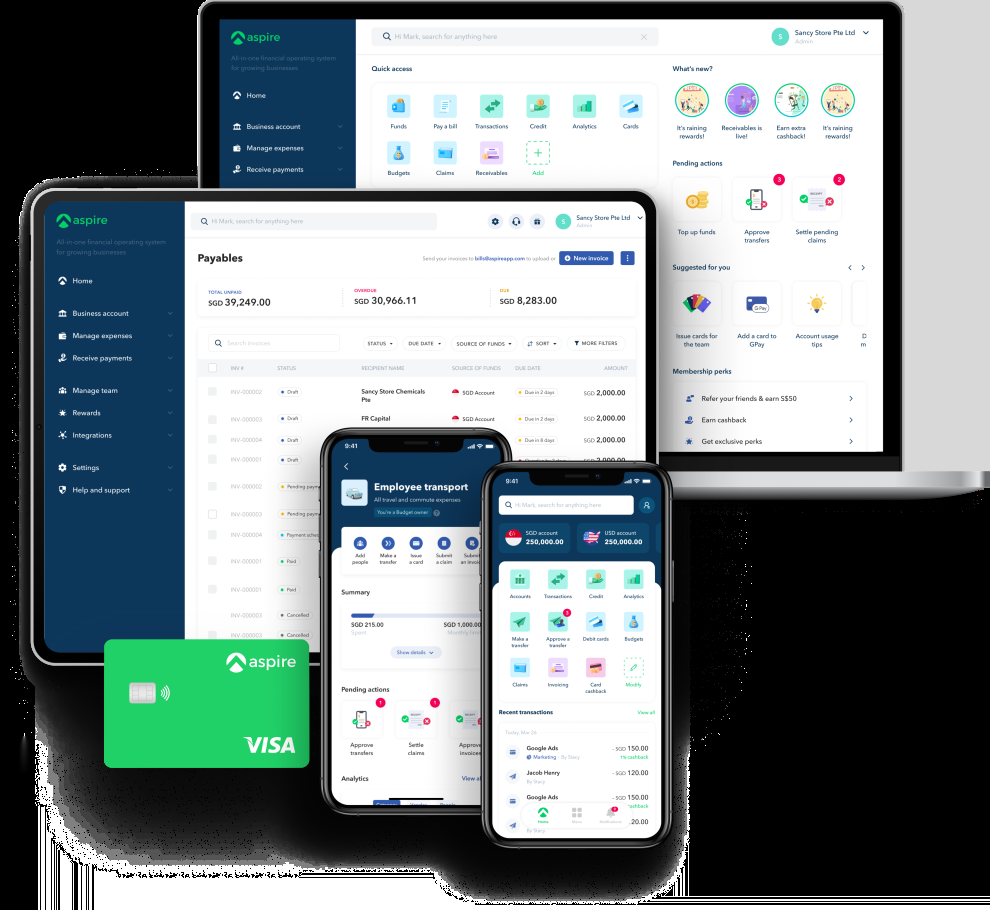 aspire
All-in-one financial operating system
for growing businesses
Home
Business account
Manage expenses
Receive payments
Hi Mark, search for anything here
Sancy Store Pte Ltd
Admin
S
Quick access
Funds
Pay a bill
Transactions
Credit
Analytics
Cards
Budgets
Claims
Receivables
Add
What's new?
It's raining
rewards!
Receivables is
live!
Earn extra
cashback!
It's raining
rewards!
Pending actions
3
2
RECEIPT
Top up funds
Approve
transfers
Settle pending
claims
Suggested for you
G Pay
Issue cards for
the team
Add a card to
GPay
Account usage
tips
D
m
Membership perks
Refer your friends & earn S$50
Earn cashback
Get exclusive perks
aspire
All-in-one financial operating system
for growing businesses
Home
Business account
Manage expenses
Receive payments
Manage team
Rewards
Integrations
Settings
Help and support
Hi Mark, search for anything here
S
Sancy Store Pte Ltd
Admin
Payables
Send your invoices to bills@aspireapp.com to upload or
New Invoice
TOTAL UNPAID
SGD 39,249.00
OVERDUE
SGD 30,966.11
DUE
SGD 8,283.00
Search invoices
STATUS
DUE DATE
SOURCE OF FUNDS
SORT
MORE FILTERS
INV #
STATUS
RECIPIENT NAME
SOURCE OF FUNDS
DUE DATE
AMOUNT
INV-000002
Draft
Sancy Store Chemicals
Pte
SGD Account
Due in 2 days
SGD 2,000.00
INV-000003
Draft
FR Capital
SGD Account
Due in 2 days
SGD 2,000.00
INV-000004
Draft
Due in 8 days
SGD 2,000.00
INV-000001
Draft
INV-000002
Pending paym
INV-000003
Pending paym
INV-000004
Payment sche
INV-000001
Paid
INV-000001
Paid
INV-000003
Cancelled
INV-000003
Cancelled
aspire
VISA
9:41
Employee transport
All travel and commute expenses
You're a Budget owner
Add
people
Make a
transfer
Issue
a card
Submit
a claim
Submit
an invoic
Summary
SGD 215.00
Spent
SGD 1,000.00
Monthly limit
Show details
Pending actions
1
1
RECEIPT
Approve
transfers
Settle
claims
Approve
invoices
Analytics
View all
9:41
Hi Mark, search for anything here
SGD account
250,000.00
USD account
250,000.00
Accounts
Transactions
Credit
Analytics
3
Make a
transfer
Approve a
transfer
Debit cards
Budgets
Claims
Invoicing
Card
cashback
Modify
Recent transactions
View all
Today, Mar 26
Google Ads
- SGD 150.00
Marketing · By Stacy
1% cashback
Jacob Henry
- SGD 120.00
By Stacy
Google Ads
- SGD 150.00
cashback
20.00
By Stacy
Home
Menu
Notifications